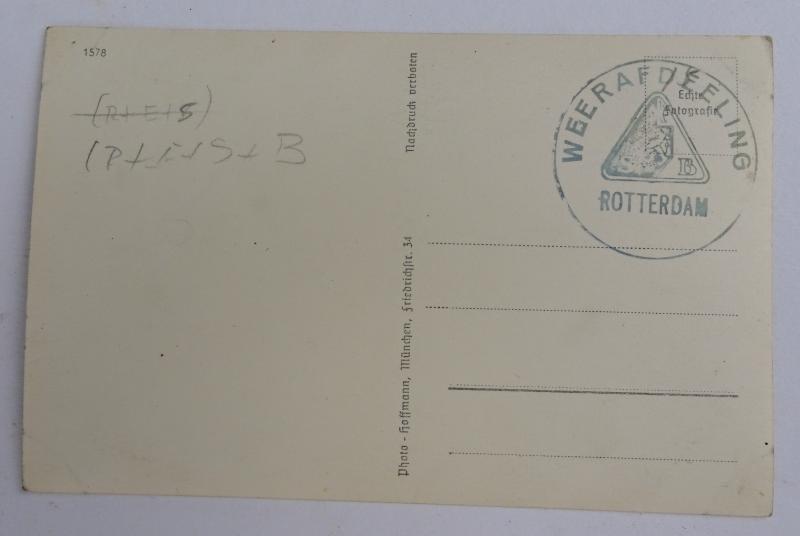 1578
Nachdruck verboten
WEERAFDEELING
Echte
Fotografie
B
ROTTERDAM
Photo-Hoffmann, München, Friedrichstr. 34